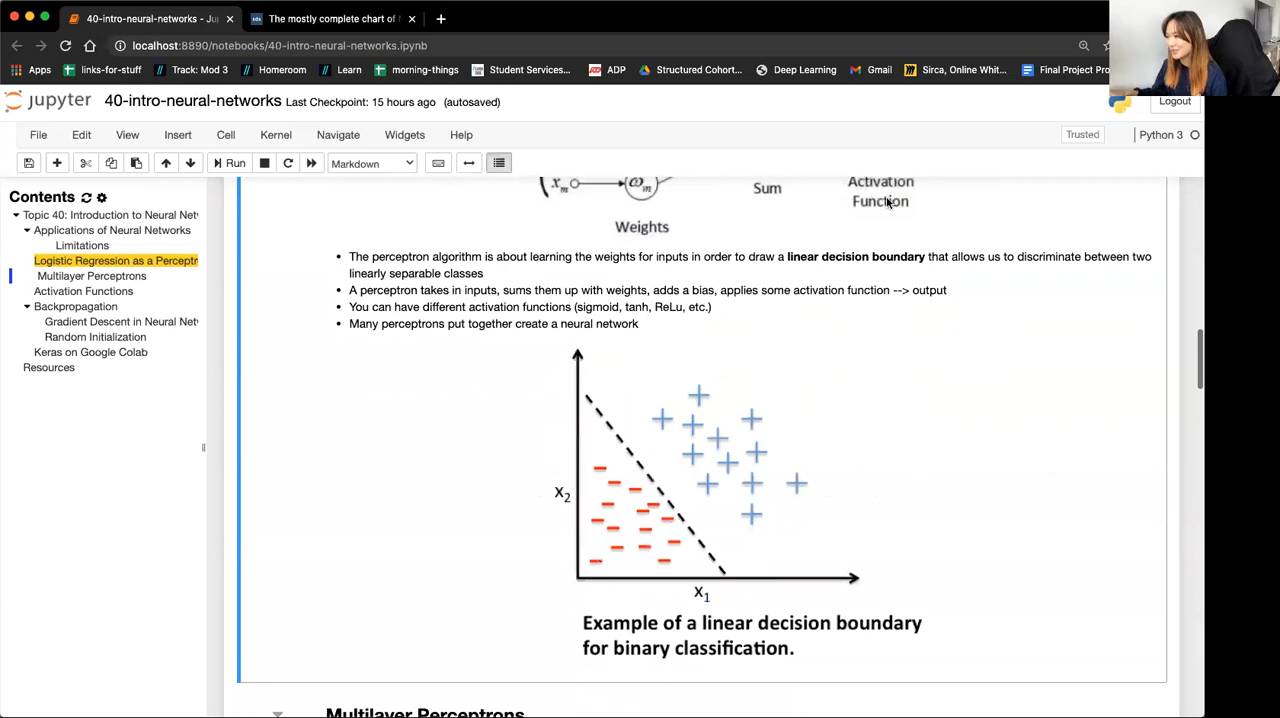 40-intro-neural-networks - Ju
The mostly complete chart of
localhost:8890/notebooks/40-intro-neural-networks.ipynb
Apps links-for-stuff Track: Mod 3 Homeroom Learn morning-things Student Services... ADP Structured Cohort... Deep Learning Gmail Sirca, Online Whit... Final Project Pro
jupyter 40-intro-neural-networks Last Checkpoint: 15 hours ago (autosaved) Logout
File Edit View Insert Cell Kernel Navigate Widgets Help Trusted Python 3
Run Markdown
Contents
Topic 40: Introduction to Neural Net
Applications of Neural Networks
Limitations
Logistic Regression as a Perceptr
Multilayer Perceptrons
Activation Functions
Backpropagation
Gradient Descent in Neural Net
Random Initialization
Keras on Google Colab
Resources
xₘ ωₘ Sum Activation
Function
Weights
• The perceptron algorithm is about learning the weights for inputs in order to draw a linear decision boundary that allows us to discriminate between two
linearly separable classes
• A perceptron takes in inputs, sums them up with weights, adds a bias, applies some activation function --> output
• You can have different activation functions (sigmoid, tanh, ReLu, etc.)
• Many perceptrons put together create a neural network
X₂
X₁
Example of a linear decision boundary
for binary classification.
Multilayer Perceptrons